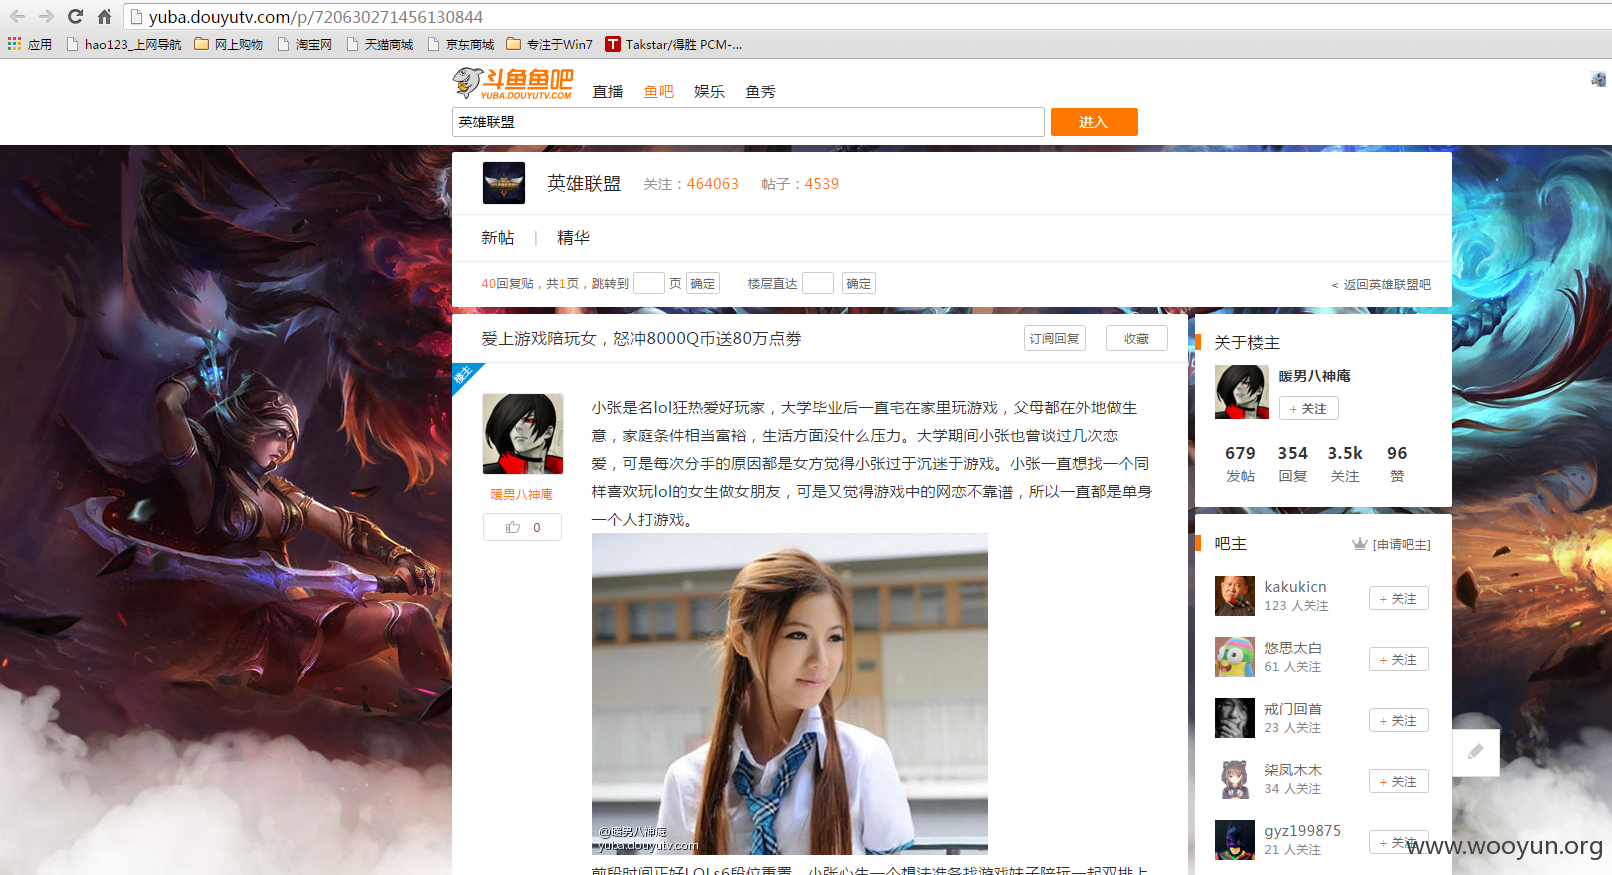 yuba.douyutv.com/p/720630271456130844
应用 hao123_上网导航 网上购物 淘宝网 天猫商城 京东商城 专注于Win7 T Takstar/得胜 PCM-...
斗鱼鱼吧
YUBA.DOUYUTV.COM
直播 鱼吧 娱乐 鱼秀
英雄联盟 进入
英雄联盟 关注：464063 帖子：4539
新帖 | 精华
40回复贴，共1页，跳转到 页 确定 楼层直达 确定 < 返回英雄联盟吧
爱上游戏陪玩女，怒冲8000Q币送80万点劵 订阅回复 收藏
楼主
暖男八神庵
0
小张是名lol狂热爱好玩家，大学毕业后一直宅在家里玩游戏，父母都在外地做生
意，家庭条件相当富裕，生活方面没什么压力。大学期间小张也曾谈过几次恋
爱，可是每次分手的原因都是女方觉得小张过于沉迷于游戏。小张一直想找一个同
样喜欢玩lol的女生做女朋友，可是又觉得游戏中的网恋不靠谱，所以一直都是单身
一个人打游戏。
@暖男八神庵
yuba.douyutv.com
前段时间正好LOLs6段位重置，小张心生一个想法准备找游戏妹子陪玩一起双排上
关于楼主
暖男八神庵
+ 关注
679 354 3.5k 96
发帖 回复 关注 赞
吧主 [申请吧主]
kakukicn
123 人关注
+ 关注
悠思太白
61 人关注
+ 关注
戒门回首
23 人关注
+ 关注
柒凤木木
34 人关注
+ 关注
gyz199875
21 人关注
+ 关注
www.wooyun.org